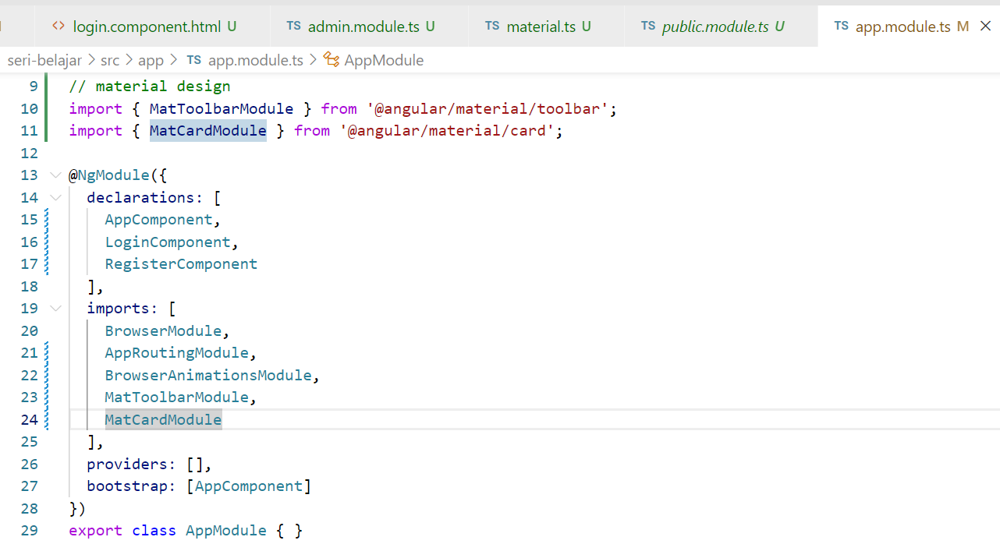 login.component.html U TS admin.module.ts U TS material.ts U TS public.module.ts U TS app.module.ts M
seri-belajar > src > app > TS app.module.ts > AppModule
9 // material design
10 import { MatToolbarModule } from '@angular/material/toolbar';
11 import { MatCardModule } from '@angular/material/card';
12
13 @NgModule({
14 declarations: [
15 AppComponent,
16 LoginComponent,
17 RegisterComponent
18 ],
19 imports: [
20 BrowserModule,
21 AppRoutingModule,
22 BrowserAnimationsModule,
23 MatToolbarModule,
24 MatCardModule
25 ],
26 providers: [],
27 bootstrap: [AppComponent]
28 })
29 export class AppModule { }